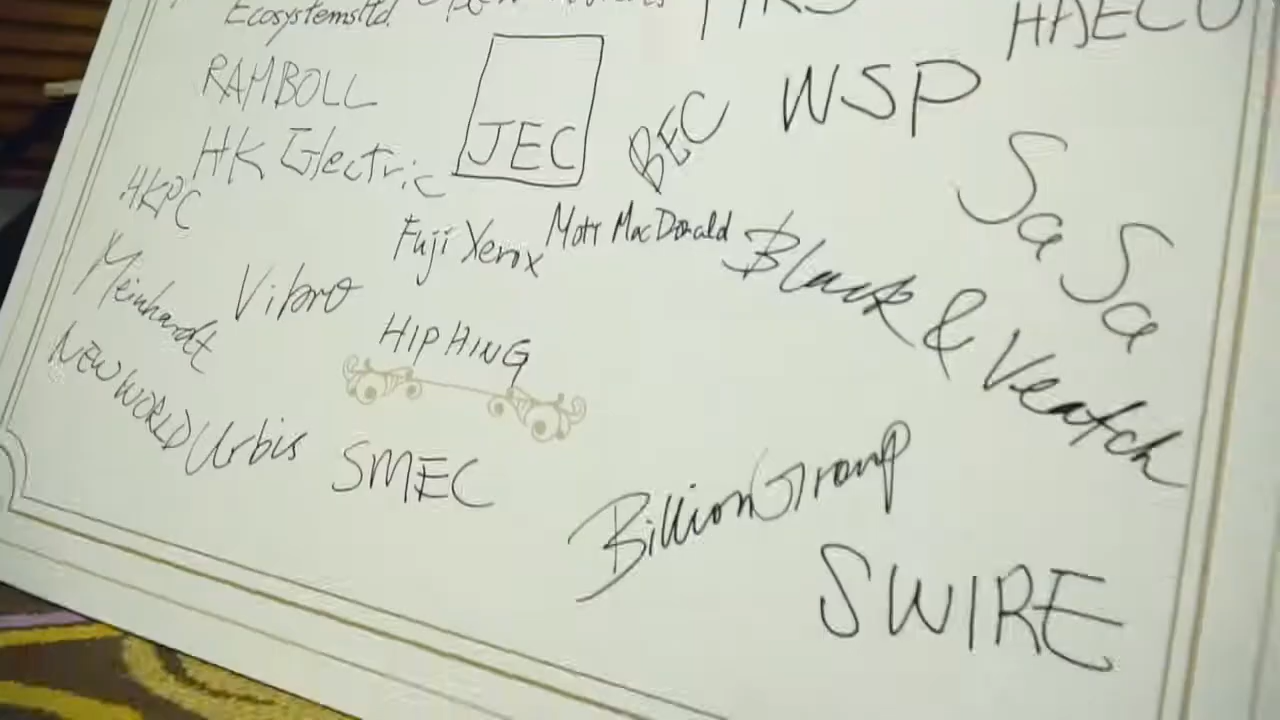 Ecosystems Ltd.
HAECO
RAMBOLL
JEC
BEC
WSP
HK Electric
HKPC
Sa Sa
Fuji Xerox
Mott MacDonald
Black & Veatch
Meinhardt
Vibro
HIP HING
NEW WORLD
Urbis
SMEC
Billion Group
SWIRE